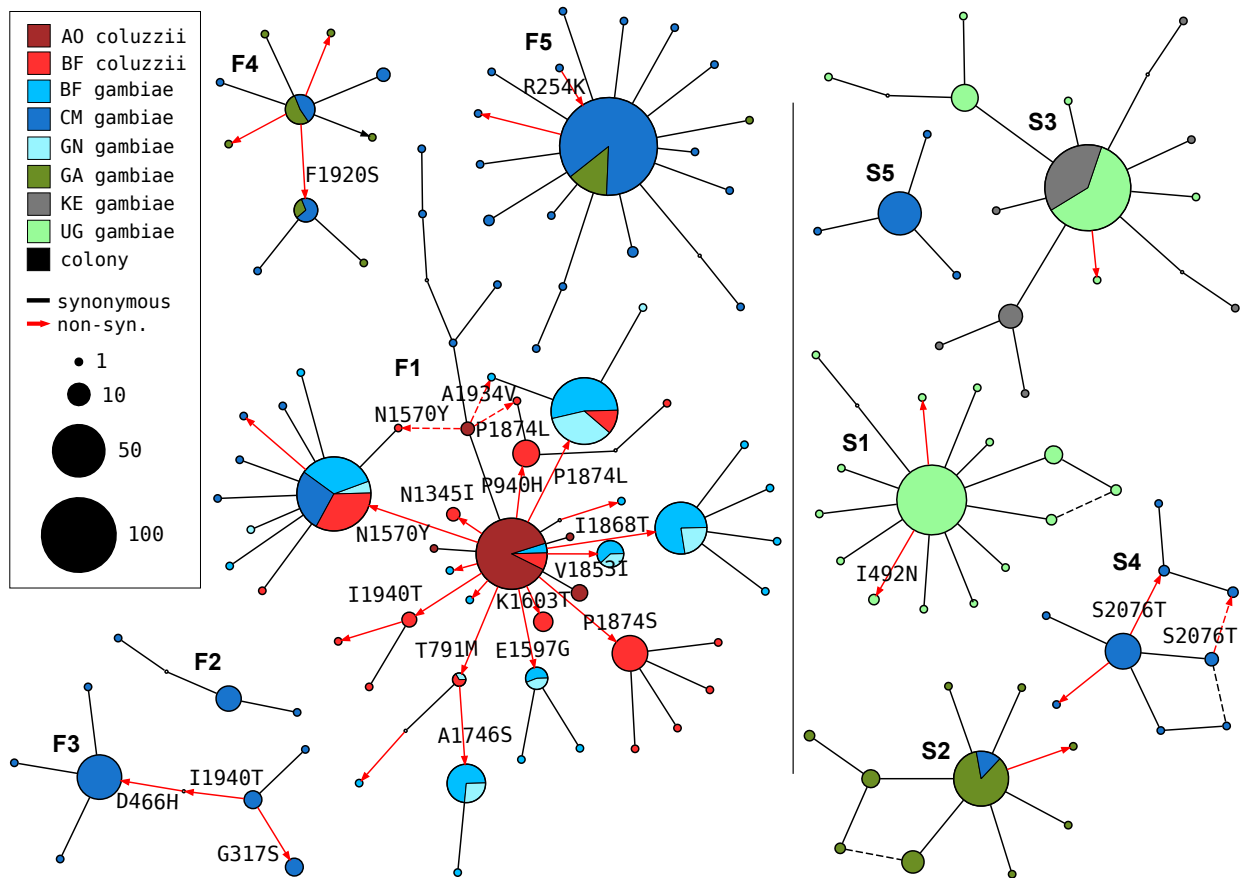 AO coluzzii
BF coluzzii
BF gambiae
CM gambiae
GN gambiae
GA gambiae
KE gambiae
UG gambiae
colony
synonymous
non-syn.
1
10
50
100
F4
F1920S
F5
R254K
S5
S3
F1
A1934V
N1570Y
P1874L
P940H
P1874L
N1345I
N1570Y
I1868T
V1853I
K1603T
I1940T
P1874S
T791M
E1597G
A1746S
F2
F3
I1940T
D466H
G317S
S1
I492N
S4
S2076T
S2076T
S2